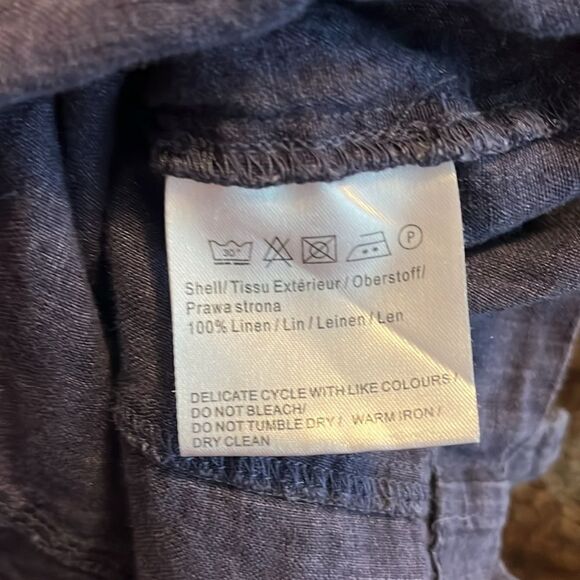 30° P
Shell/Tissu Extérieur/Oberstoff/
Prawa strona
100% Linen/Lin/Leinen/Len
DELICATE CYCLE WITH LIKE COLOURS/
DO NOT BLEACH/
DO NOT TUMBLE DRY/ WARM IRON/
DRY CLEAN